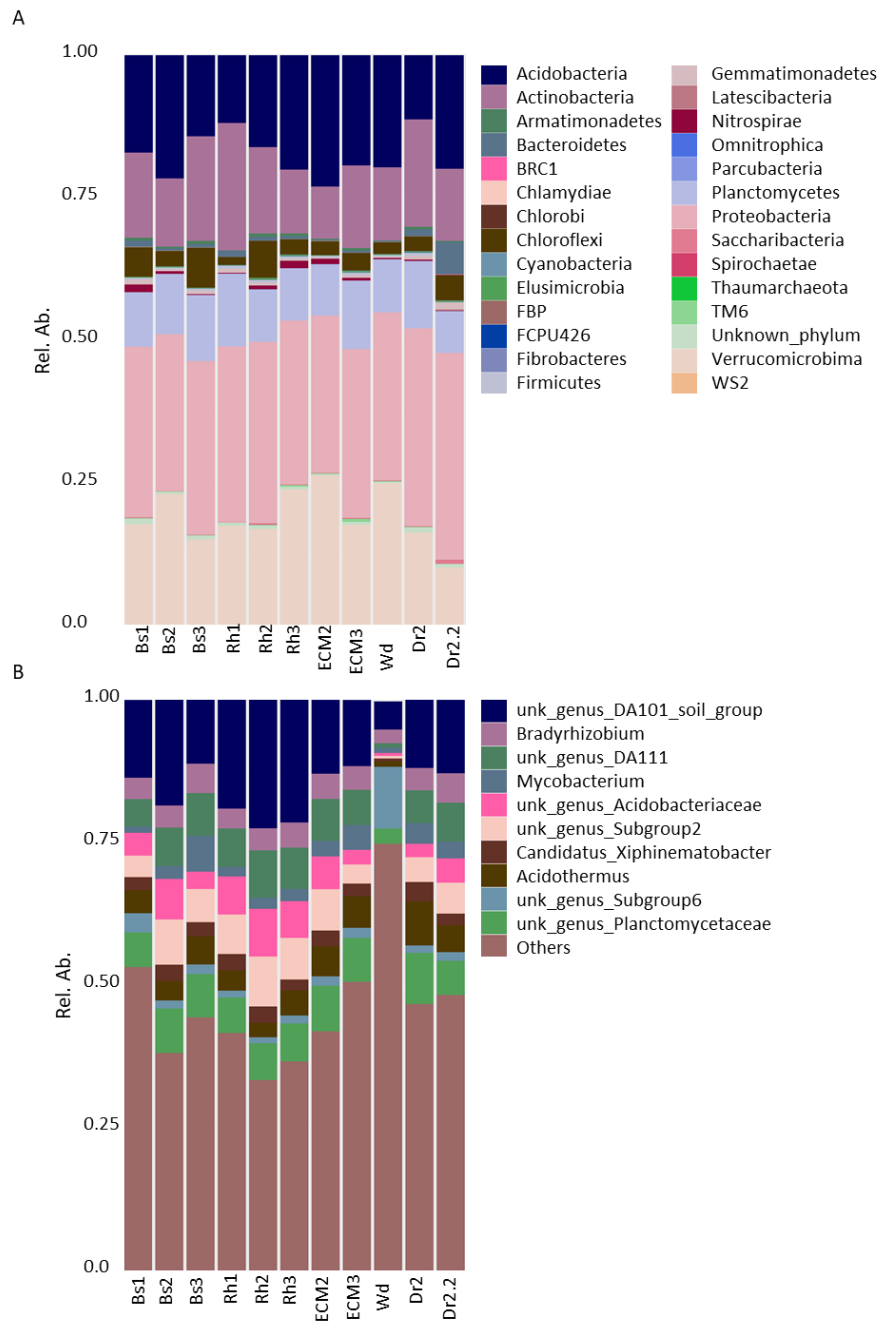 A
1.00
0.75
0.50
0.25
0.0
Rel. Ab.
Bs1
Bs2
Bs3
Rh1
Rh2
Rh3
ECM2
ECM3
Wd
Dr2
Dr2.2
Acidobacteria
Actinobacteria
Armatimonadetes
Bacteroidetes
BRC1
Chlamydiae
Chlorobi
Chloroflexi
Cyanobacteria
Elusimicrobia
FBP
FCPU426
Fibrobacteres
Firmicutes
Gemmatimonadetes
Latescibacteria
Nitrospirae
Omnitrophica
Parcubacteria
Planctomycetes
Proteobacteria
Saccharibacteria
Spirochaetae
Thaumarchaeota
TM6
Unknown_phylum
Verrucomicrobima
WS2
B
1.00
0.75
0.50
0.25
0.0
Rel. Ab.
Bs1
Bs2
Bs3
Rh1
Rh2
Rh3
ECM2
ECM3
Wd
Dr2
Dr2.2
unk_genus_DA101_soil_group
Bradyrhizobium
unk_genus_DA111
Mycobacterium
unk_genus_Acidobacteriaceae
unk_genus_Subgroup2
Candidatus_Xiphinematobacter
Acidothermus
unk_genus_Subgroup6
unk_genus_Planctomycetaceae
Others